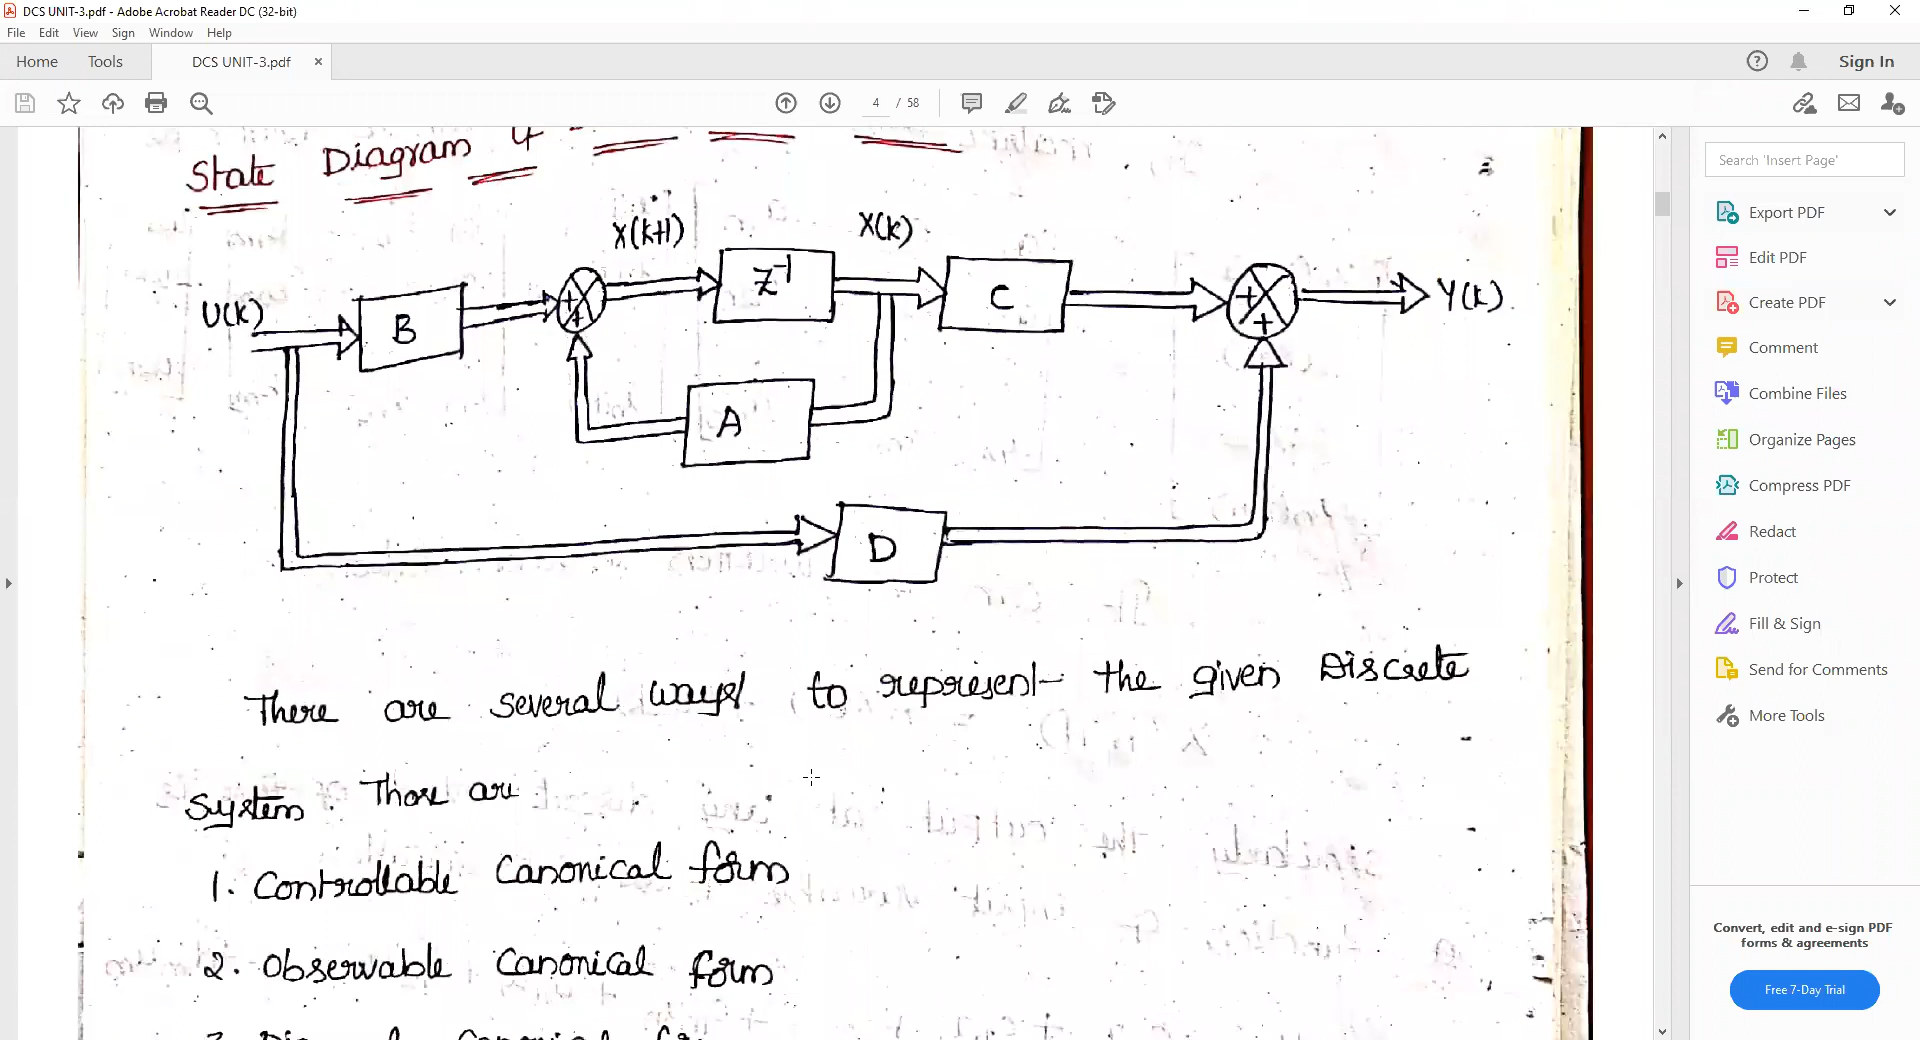 DCS UNIT-3.pdf - Adobe Acrobat Reader DC (32-bit)
File Edit View Sign Window Help
Home Tools DCS UNIT-3.pdf × Sign In
4 / 58
State Diagram of
X(k+1) X(k)
U(k) B + + Z⁻¹ C + + Y(k)
A
D
There are several ways to represent the given Discrete
System. Those are
1. Controllable Canonical form
2. Observable Canonical form
Canonical
Search 'Insert Page'
Export PDF
Edit PDF
Create PDF
Comment
Combine Files
Organize Pages
Compress PDF
Redact
Protect
Fill & Sign
Send for Comments
More Tools
Convert, edit and e-sign PDF
forms & agreements
Free 7-Day Trial